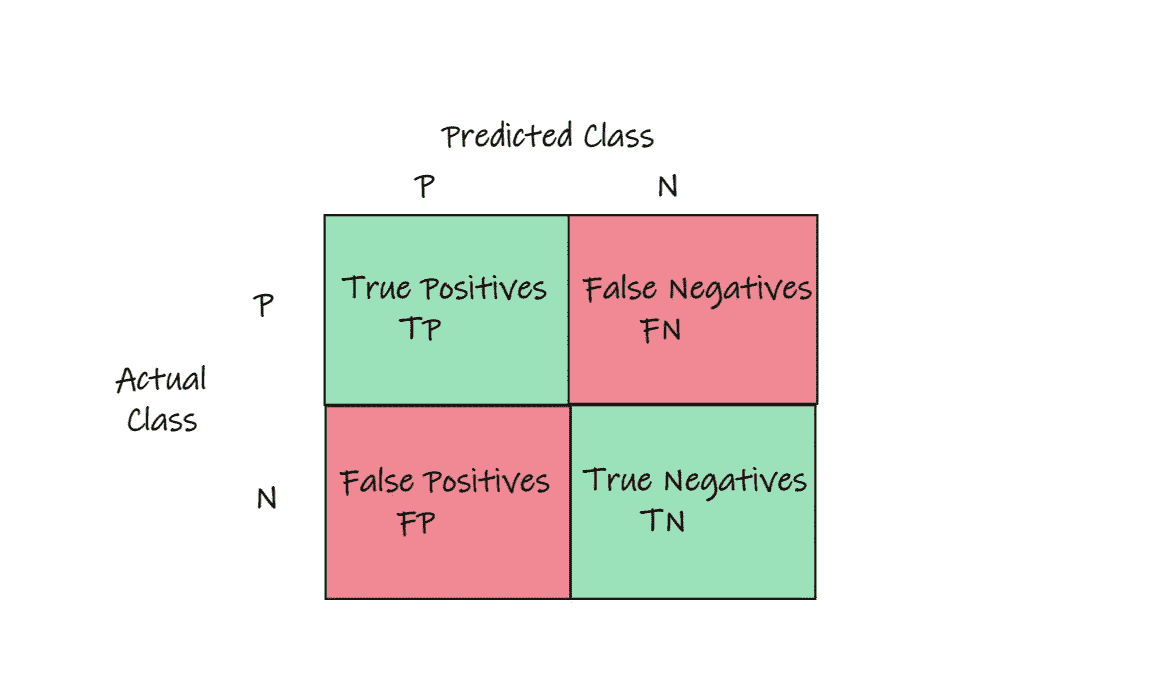 Predicted Class
P N
True Positives
TP
False Negatives
FN
P
Actual
Class
False Positives
FP
True Negatives
TN
N